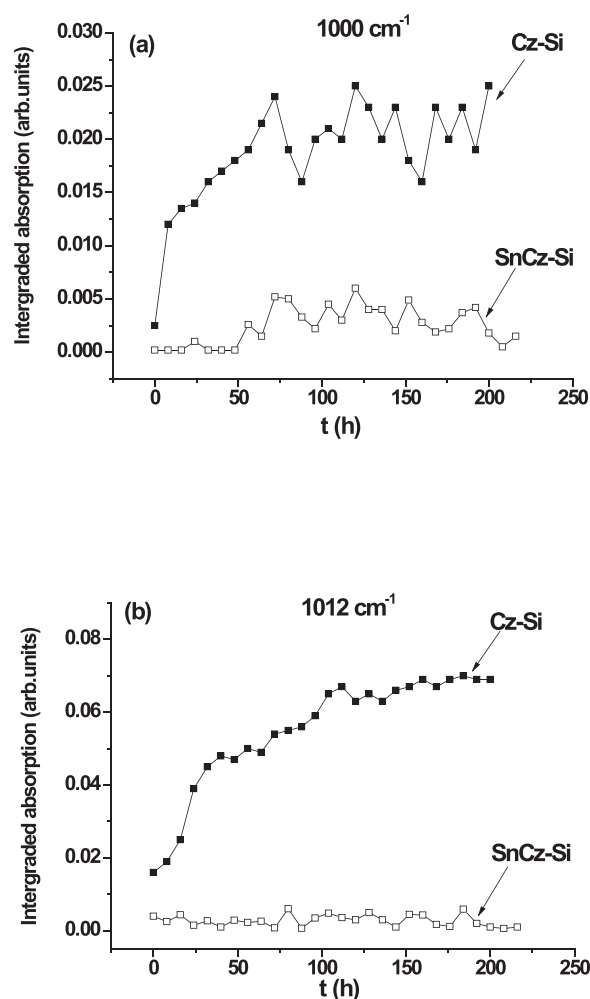 (a)
1000 cm⁻¹
Cz-Si
SnCz-Si
Intergraded absorption (arb.units)
0.030
0.025
0.020
0.015
0.010
0.005
0.000
0 50 100 150 200 250
t (h)
(b)
1012 cm⁻¹
Cz-Si
SnCz-Si
Intergraded absorption (arb.units)
0.08
0.06
0.04
0.02
0.00
0 50 100 150 200 250
t (h)